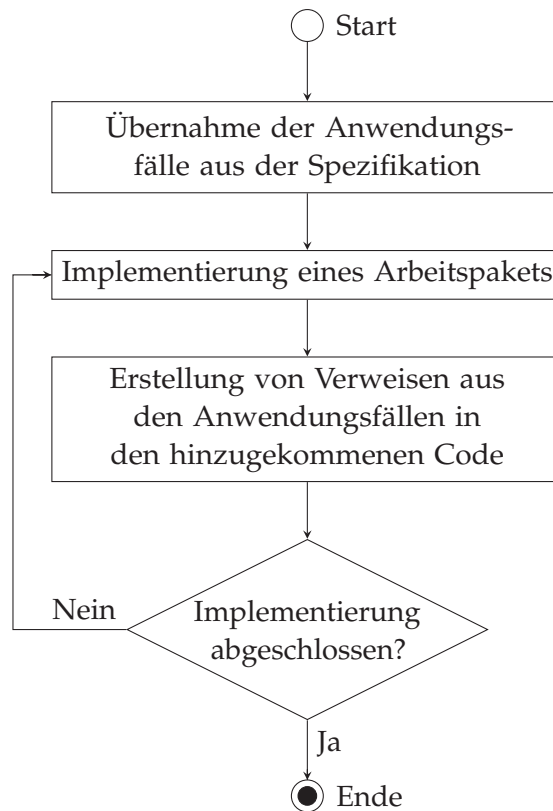 Start
Übernahme der Anwendungs-
fälle aus der Spezifikation
Implementierung eines Arbeitspakets
Erstellung von Verweisen aus
den Anwendungsfällen in
den hinzugekommenen Code
Nein
Implementierung
abgeschlossen?
Ja
Ende